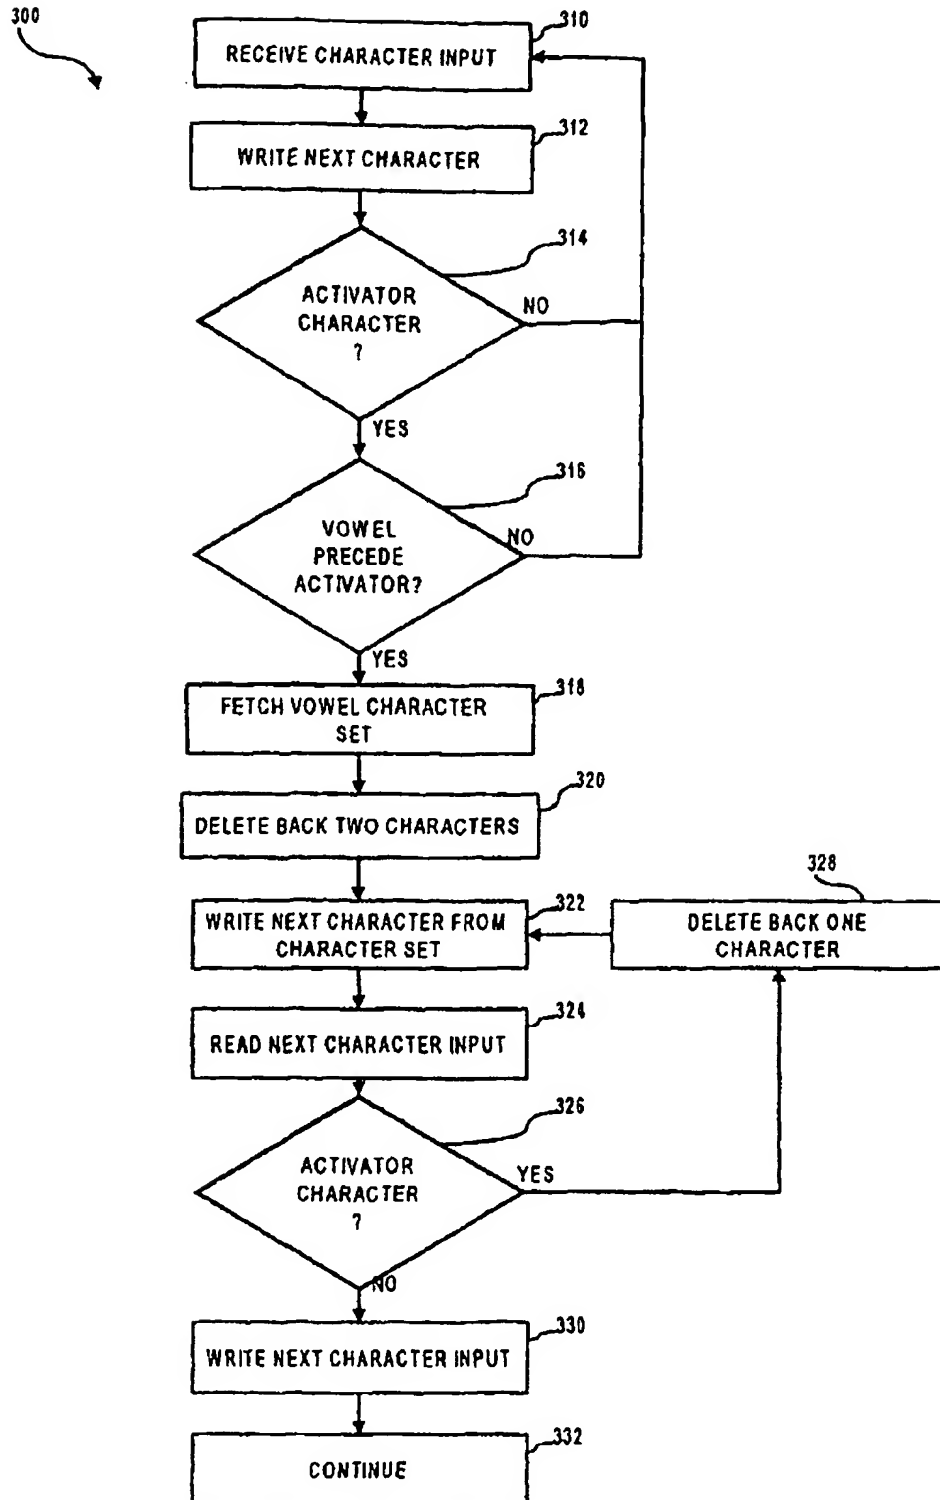 300
310
RECEIVE CHARACTER INPUT
312
WRITE NEXT CHARACTER
314
ACTIVATOR
CHARACTER
?
NO
YES
316
VOWEL
PRECEDE
ACTIVATOR?
NO
YES
318
FETCH VOWEL CHARACTER
SET
320
DELETE BACK TWO CHARACTERS
322
WRITE NEXT CHARACTER FROM
CHARACTER SET
328
DELETE BACK ONE
CHARACTER
324
READ NEXT CHARACTER INPUT
326
ACTIVATOR
CHARACTER
?
YES
NO
330
WRITE NEXT CHARACTER INPUT
332
CONTINUE